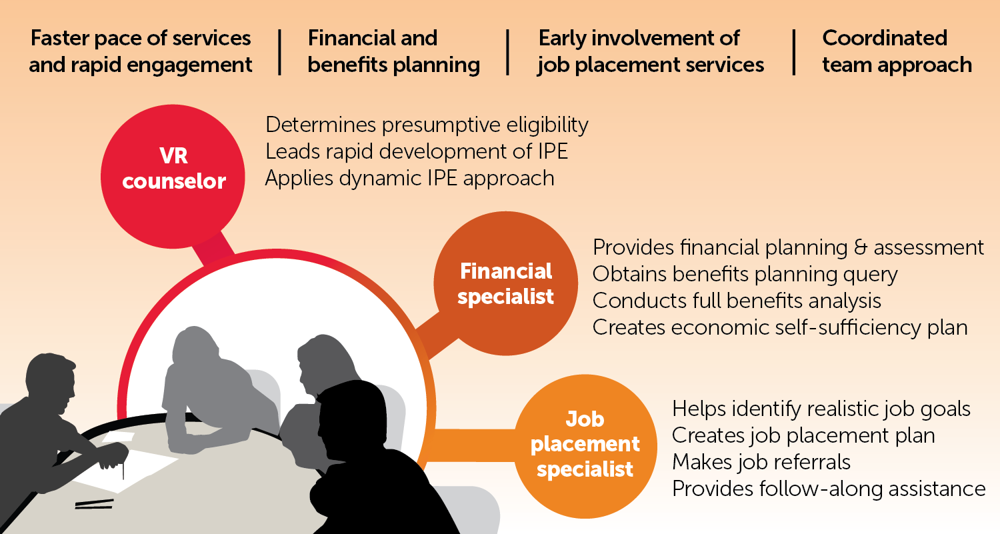 Faster pace of services
and rapid engagement
Financial and
benefits planning
Early involvement of
job placement services
Coordinated
team approach
VR
counselor
Determines presumptive eligibility
Leads rapid development of IPE
Applies dynamic IPE approach
Financial
specialist
Provides financial planning & assessment
Obtains benefits planning query
Conducts full benefits analysis
Creates economic self-sufficiency plan
Job
placement
specialist
Helps identify realistic job goals
Creates job placement plan
Makes job referrals
Provides follow-along assistance